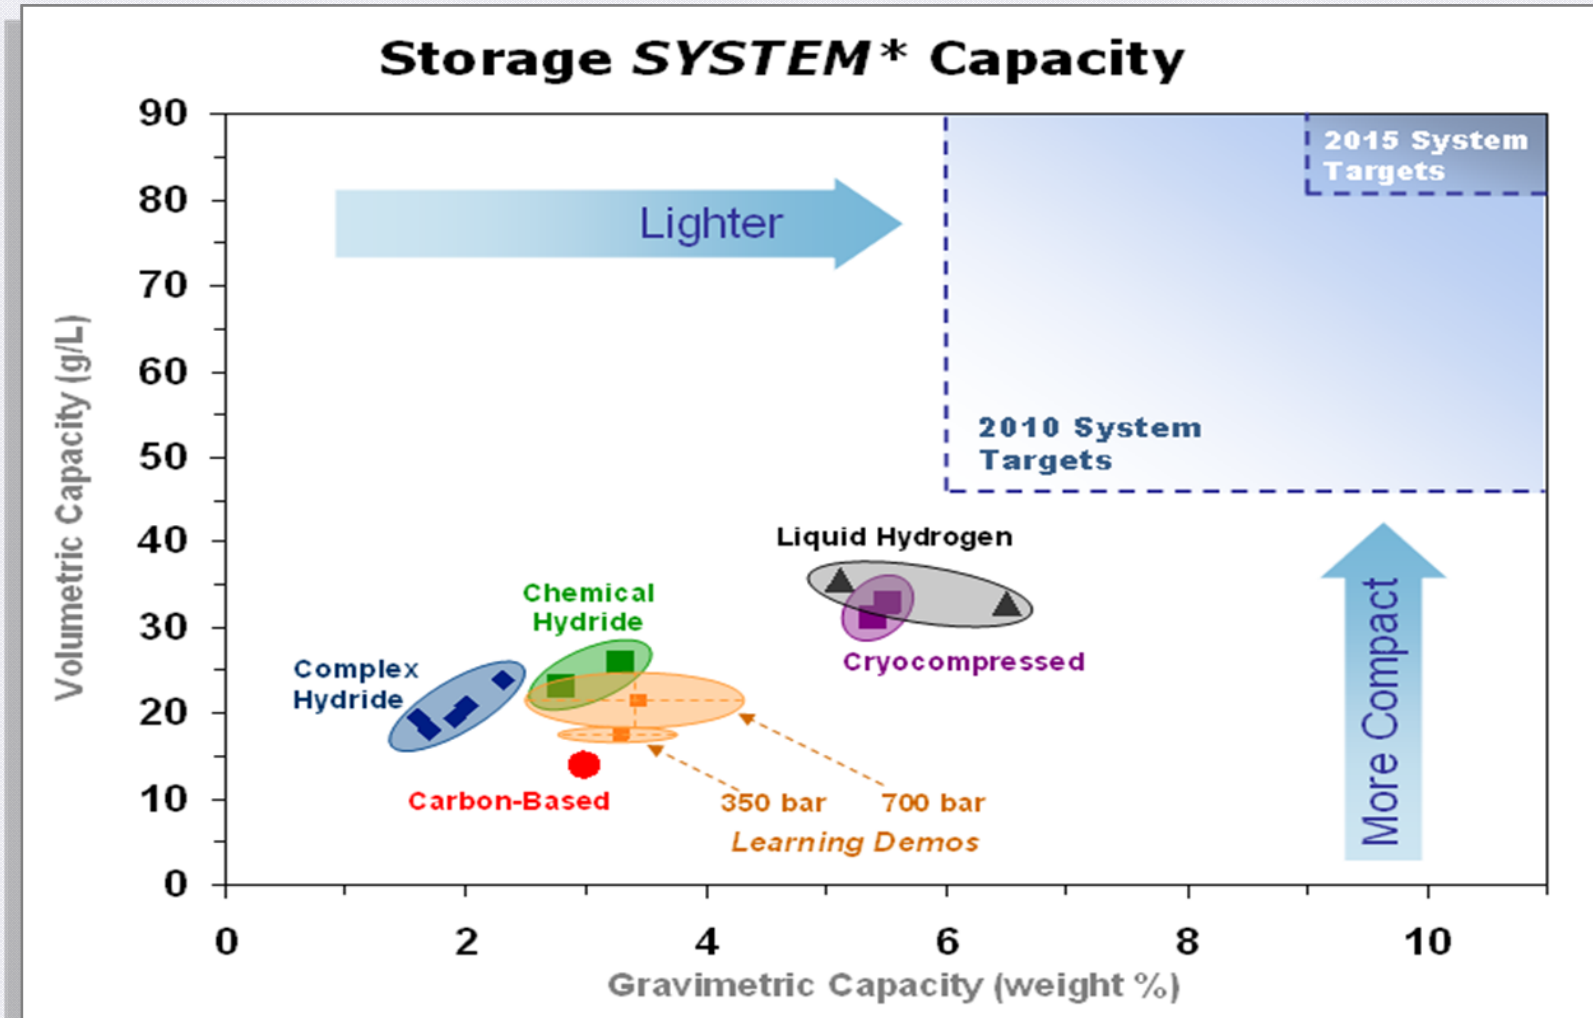 Storage SYSTEM* Capacity
90
80
70
60
50
40
30
20
10
0
Volumetric Capacity (g/L)
2015 System
Targets
Lighter
2010 System
Targets
Liquid Hydrogen
Chemical
Hydride
Complex
Hydride
Cryocompressed
Carbon-Based
350 bar
700 bar
Learning Demos
More Compact
0
2
4
6
8
10
Gravimetric Capacity (weight %)